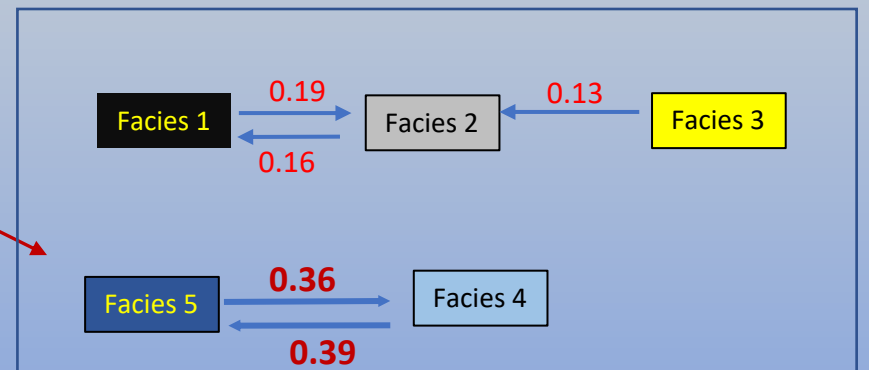 0.19
0.13
Facies 1
Facies 2
Facies 3
0.16
0.36
Facies 5
Facies 4
0.39